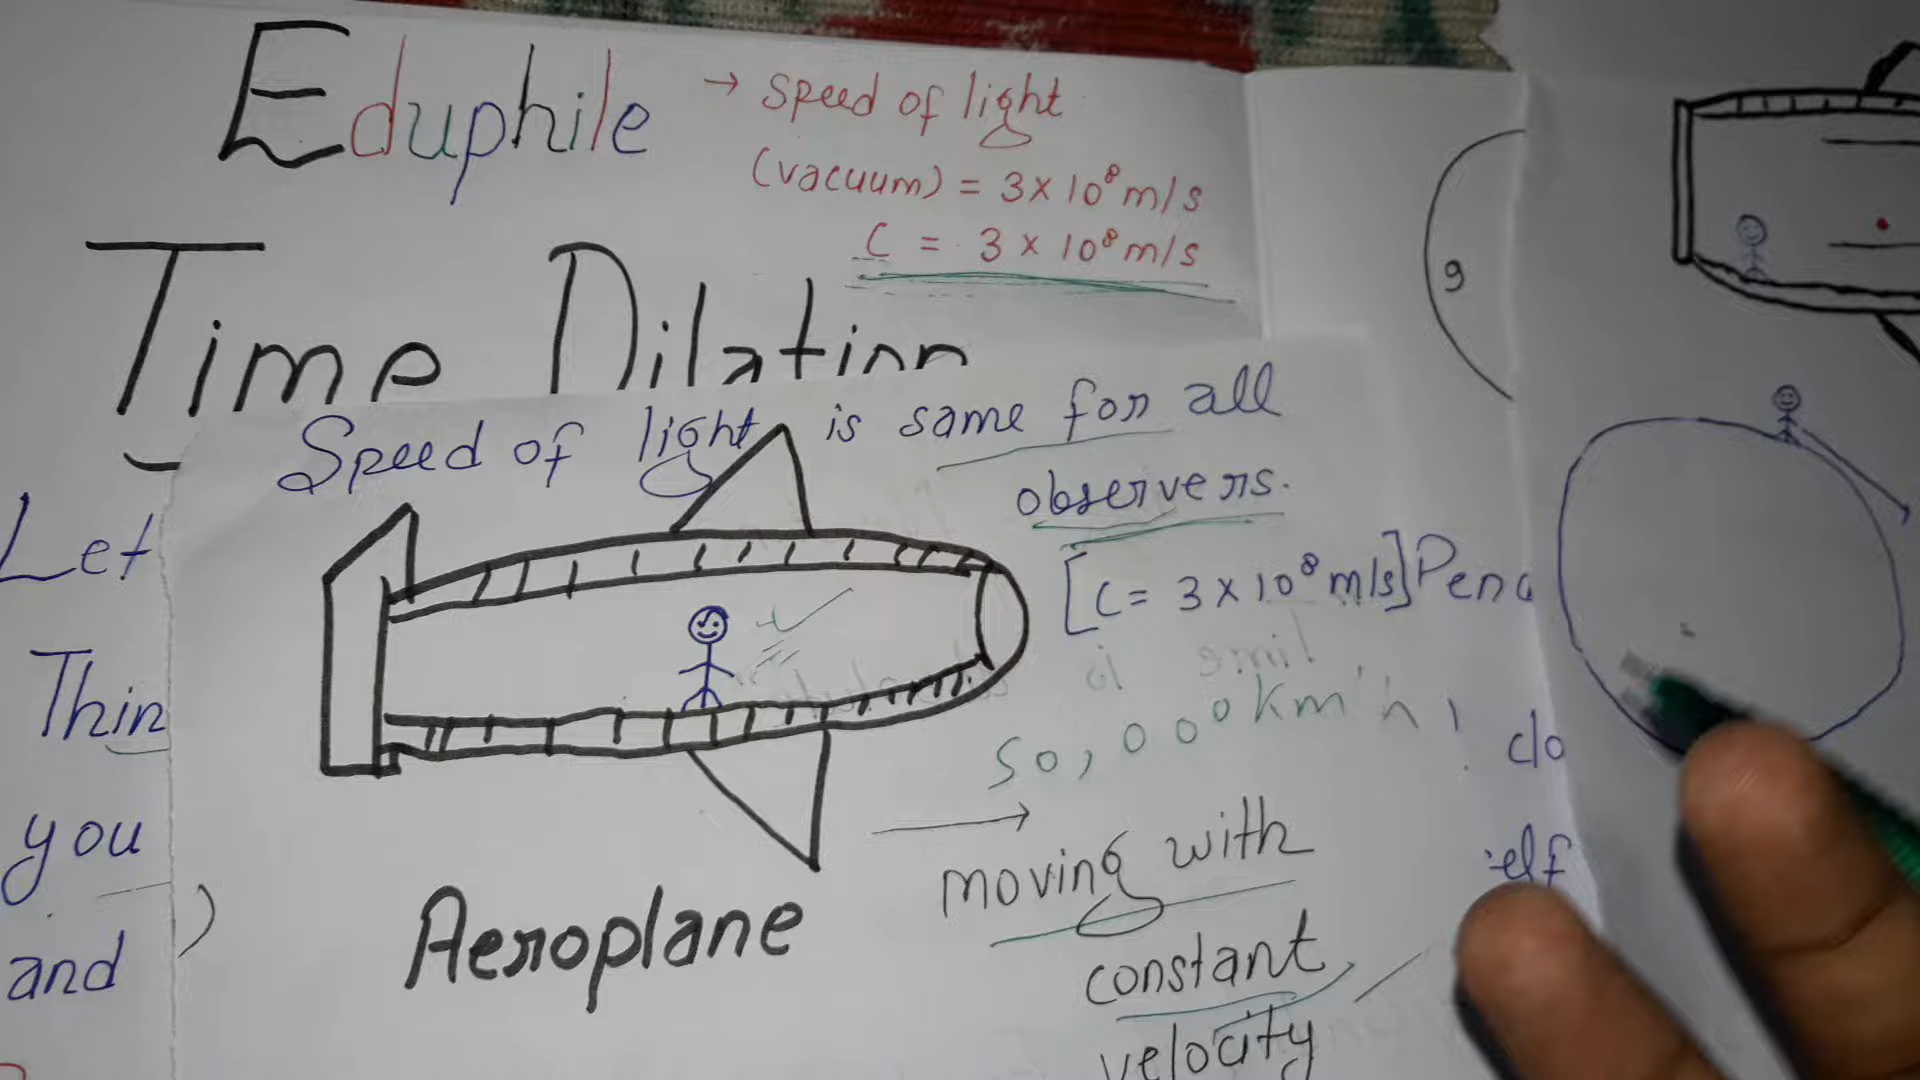 Eduphile
→ Speed of light
(vacuum) = 3 × 10⁸ m/s
C = 3 × 10⁸ m/s
Time Dilation
Speed of light is same for all
observers.
[C = 3 × 10⁸ m/s]
9
Let
Thin
you
and
50,000 km
moving with
constant
velocity
Aeroplane